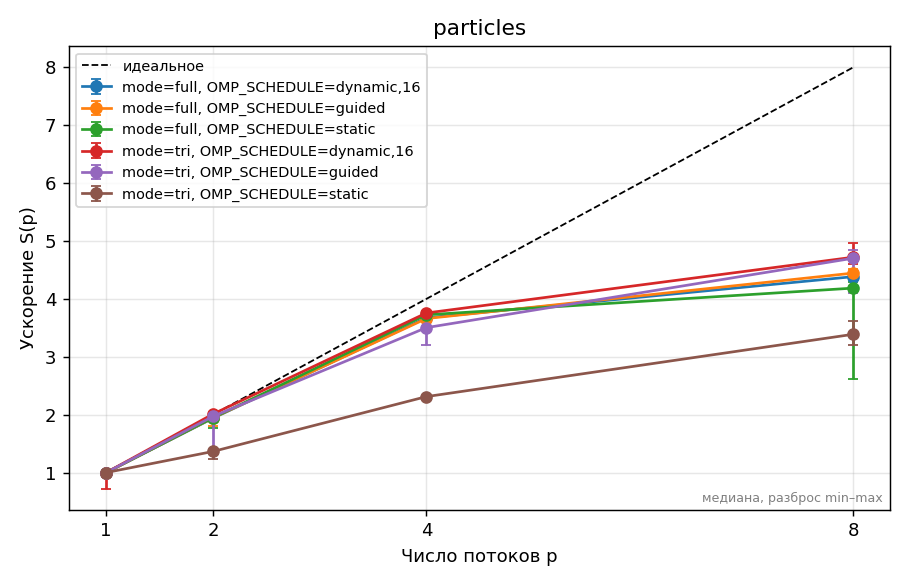 particles
8
7
6
5
4
3
2
1
Ускорение S(p)
идеальное
mode=full, OMP_SCHEDULE=dynamic,16
mode=full, OMP_SCHEDULE=guided
mode=full, OMP_SCHEDULE=static
mode=tri, OMP_SCHEDULE=dynamic,16
mode=tri, OMP_SCHEDULE=guided
mode=tri, OMP_SCHEDULE=static
медиана, разброс min–max
1 2 4 8
Число потоков p